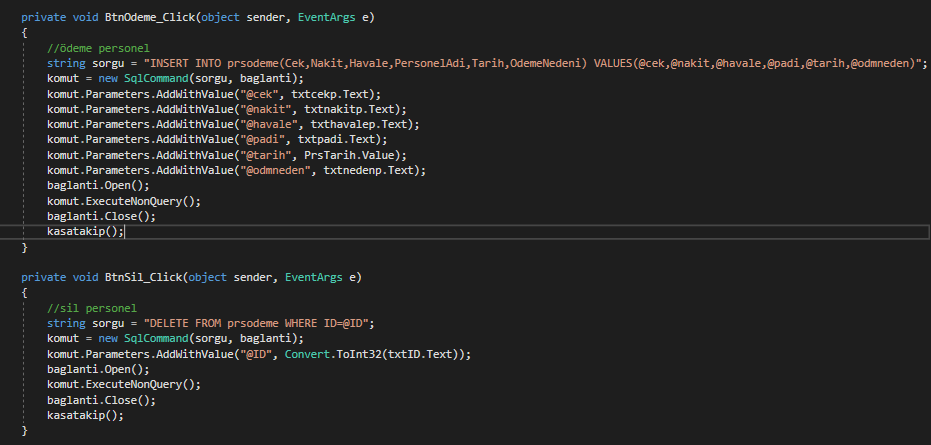 private void BtnOdeme_Click(object sender, EventArgs e)
{
//ödeme personel
string sorgu = "INSERT INTO prsodeme(Cek,Nakit,Havale,PersonelAdi,Tarih,OdemeNedeni) VALUES(@cek,@nakit,@havale,@padi,@tarih,@odmneden)";
komut = new SqlCommand(sorgu, baglanti);
komut.Parameters.AddWithValue("@cek", txtcekp.Text);
komut.Parameters.AddWithValue("@nakit", txtnakitp.Text);
komut.Parameters.AddWithValue("@havale", txthavalep.Text);
komut.Parameters.AddWithValue("@padi", txtpadi.Text);
komut.Parameters.AddWithValue("@tarih", PrsTarih.Value);
komut.Parameters.AddWithValue("@odmneden", txtnedenp.Text);
baglanti.Open();
komut.ExecuteNonQuery();
baglanti.Close();
kasatakip();
}
private void BtnSil_Click(object sender, EventArgs e)
{
//sil personel
string sorgu = "DELETE FROM prsodeme WHERE ID=@ID";
komut = new SqlCommand(sorgu, baglanti);
komut.Parameters.AddWithValue("@ID", Convert.ToInt32(txtID.Text));
baglanti.Open();
komut.ExecuteNonQuery();
baglanti.Close();
kasatakip();
}